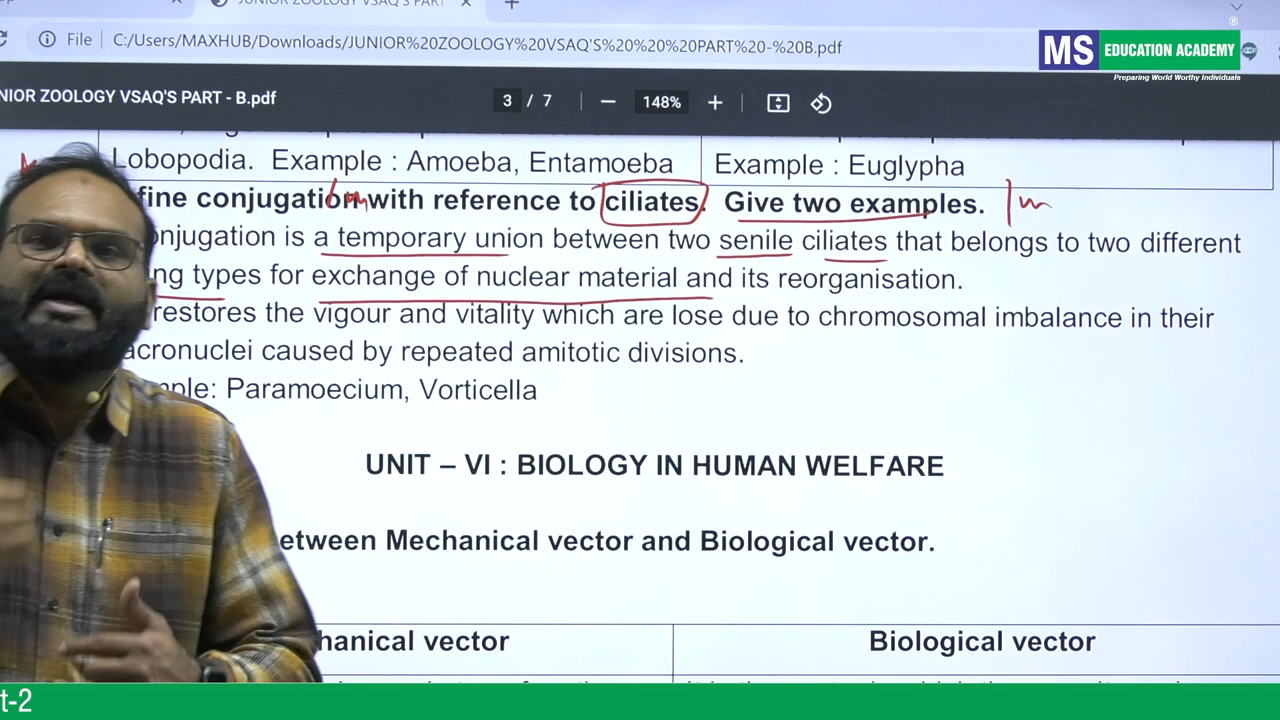 JUNIOR ZOOLOGY VSAQ'S PART
File C:/Users/MAXHUB/Downloads/JUNIOR%20ZOOLOGY%20VSAQ'S%20%20%20PART%20-%20B.pdf
MS EDUCATION ACADEMY
Preparing World Worthy Individuals
NIOR ZOOLOGY VSAQ'S PART - B.pdf 3 / 7 148%
Lobopodia. Example : Amoeba, Entamoeba Example : Euglypha
fine conjugation with reference to ciliates. Give two examples. 1m
onjugation is a temporary union between two senile ciliates that belongs to two different
ng types for exchange of nuclear material and its reorganisation.
restores the vigour and vitality which are lose due to chromosomal imbalance in their
acronuclei caused by repeated amitotic divisions.
mple: Paramoecium, Vorticella
UNIT – VI : BIOLOGY IN HUMAN WELFARE
etween Mechanical vector and Biological vector.
hanical vector Biological vector
t-2